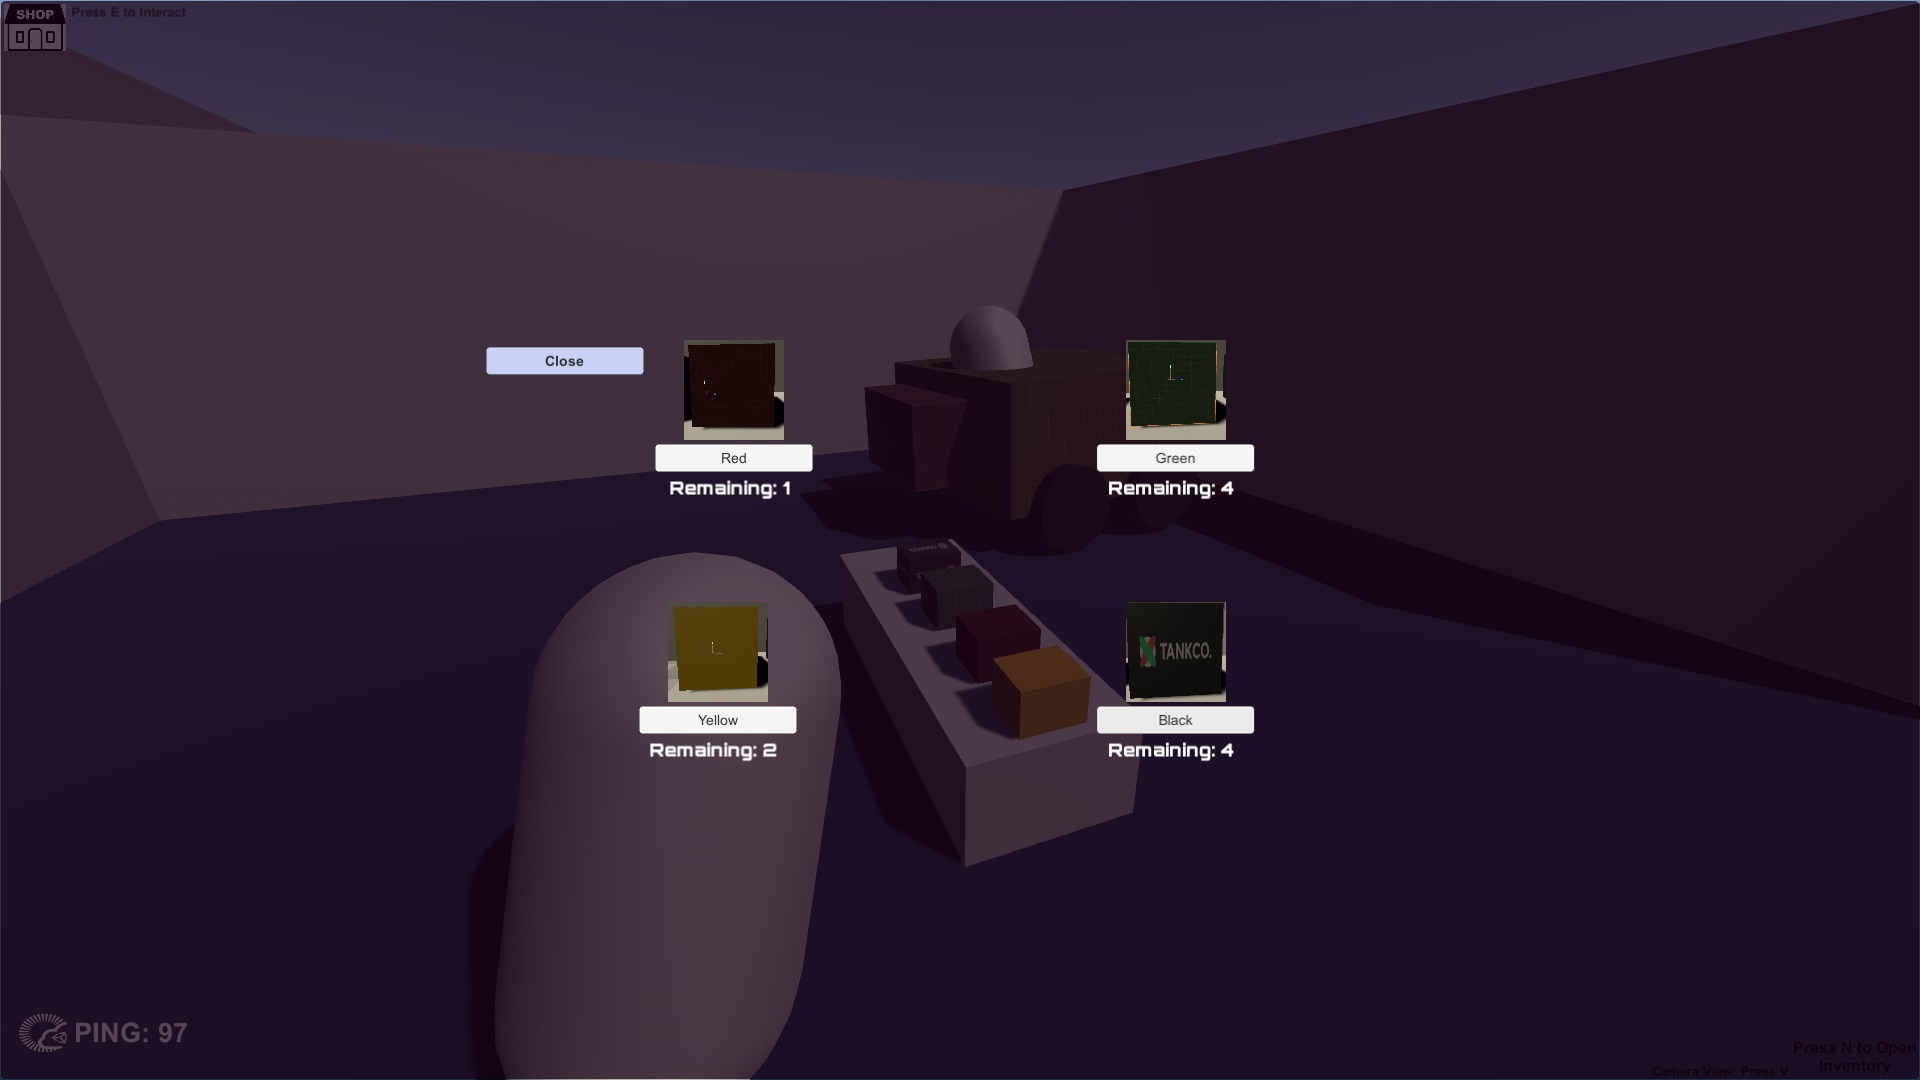 SHOP
Press E to Interact
Close
Red
Remaining: 1
Green
Remaining: 4
Yellow
Remaining: 2
TANKCO.
Black
Remaining: 4
PING: 97
Press N to Open
Inventory
Camera View: Press V